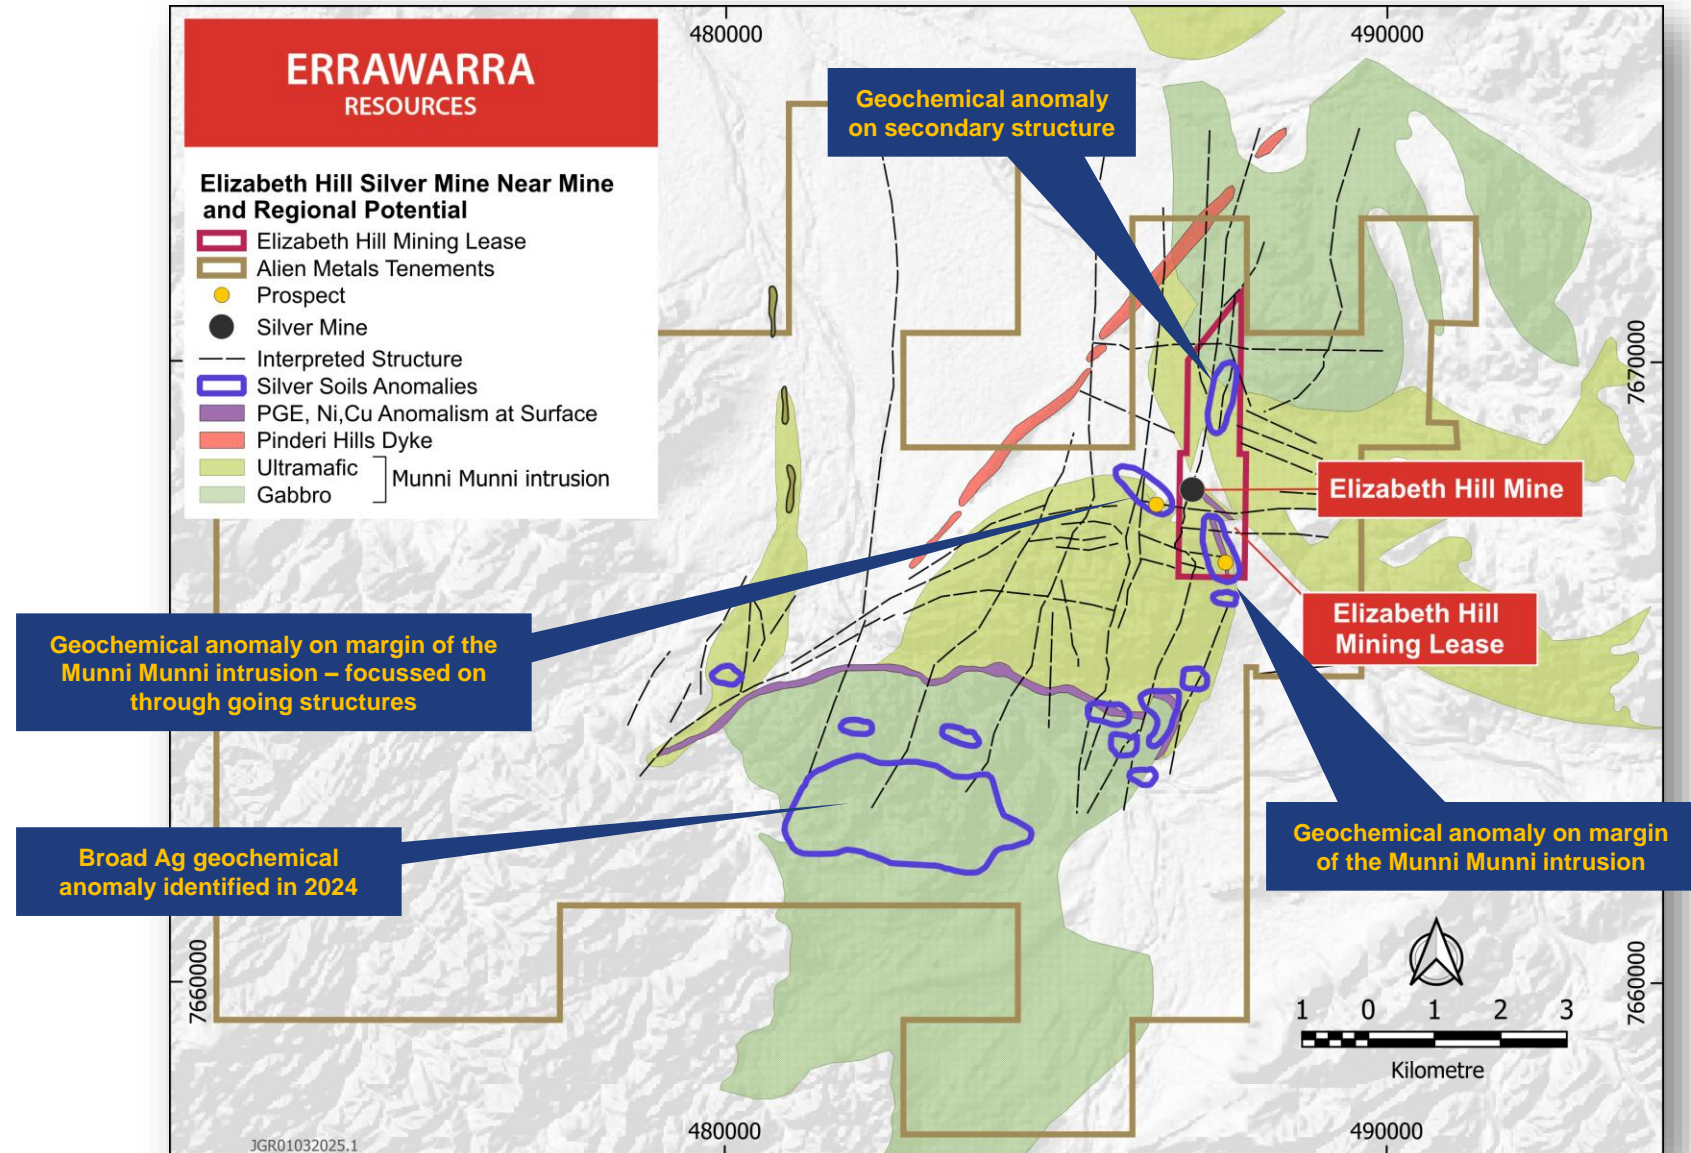 ERRAWARRA
RESOURCES
Elizabeth Hill Silver Mine Near Mine
and Regional Potential
Elizabeth Hill Mining Lease
Alien Metals Tenements
Prospect
Silver Mine
Interpreted Structure
Silver Soils Anomalies
PGE, Ni,Cu Anomalism at Surface
Pinderi Hills Dyke
Ultramafic
Gabbro
Munni Munni intrusion
480000
490000
Geochemical anomaly
on secondary structure
7670000
Elizabeth Hill Mine
Elizabeth Hill
Mining Lease
Geochemical anomaly on margin of the
Munni Munni intrusion – focussed on
through going structures
Broad Ag geochemical
anomaly identified in 2024
Geochemical anomaly on margin
of the Munni Munni intrusion
7660000
7660000
1 0 1 2 3
Kilometre
480000
490000
JGR01032025.1